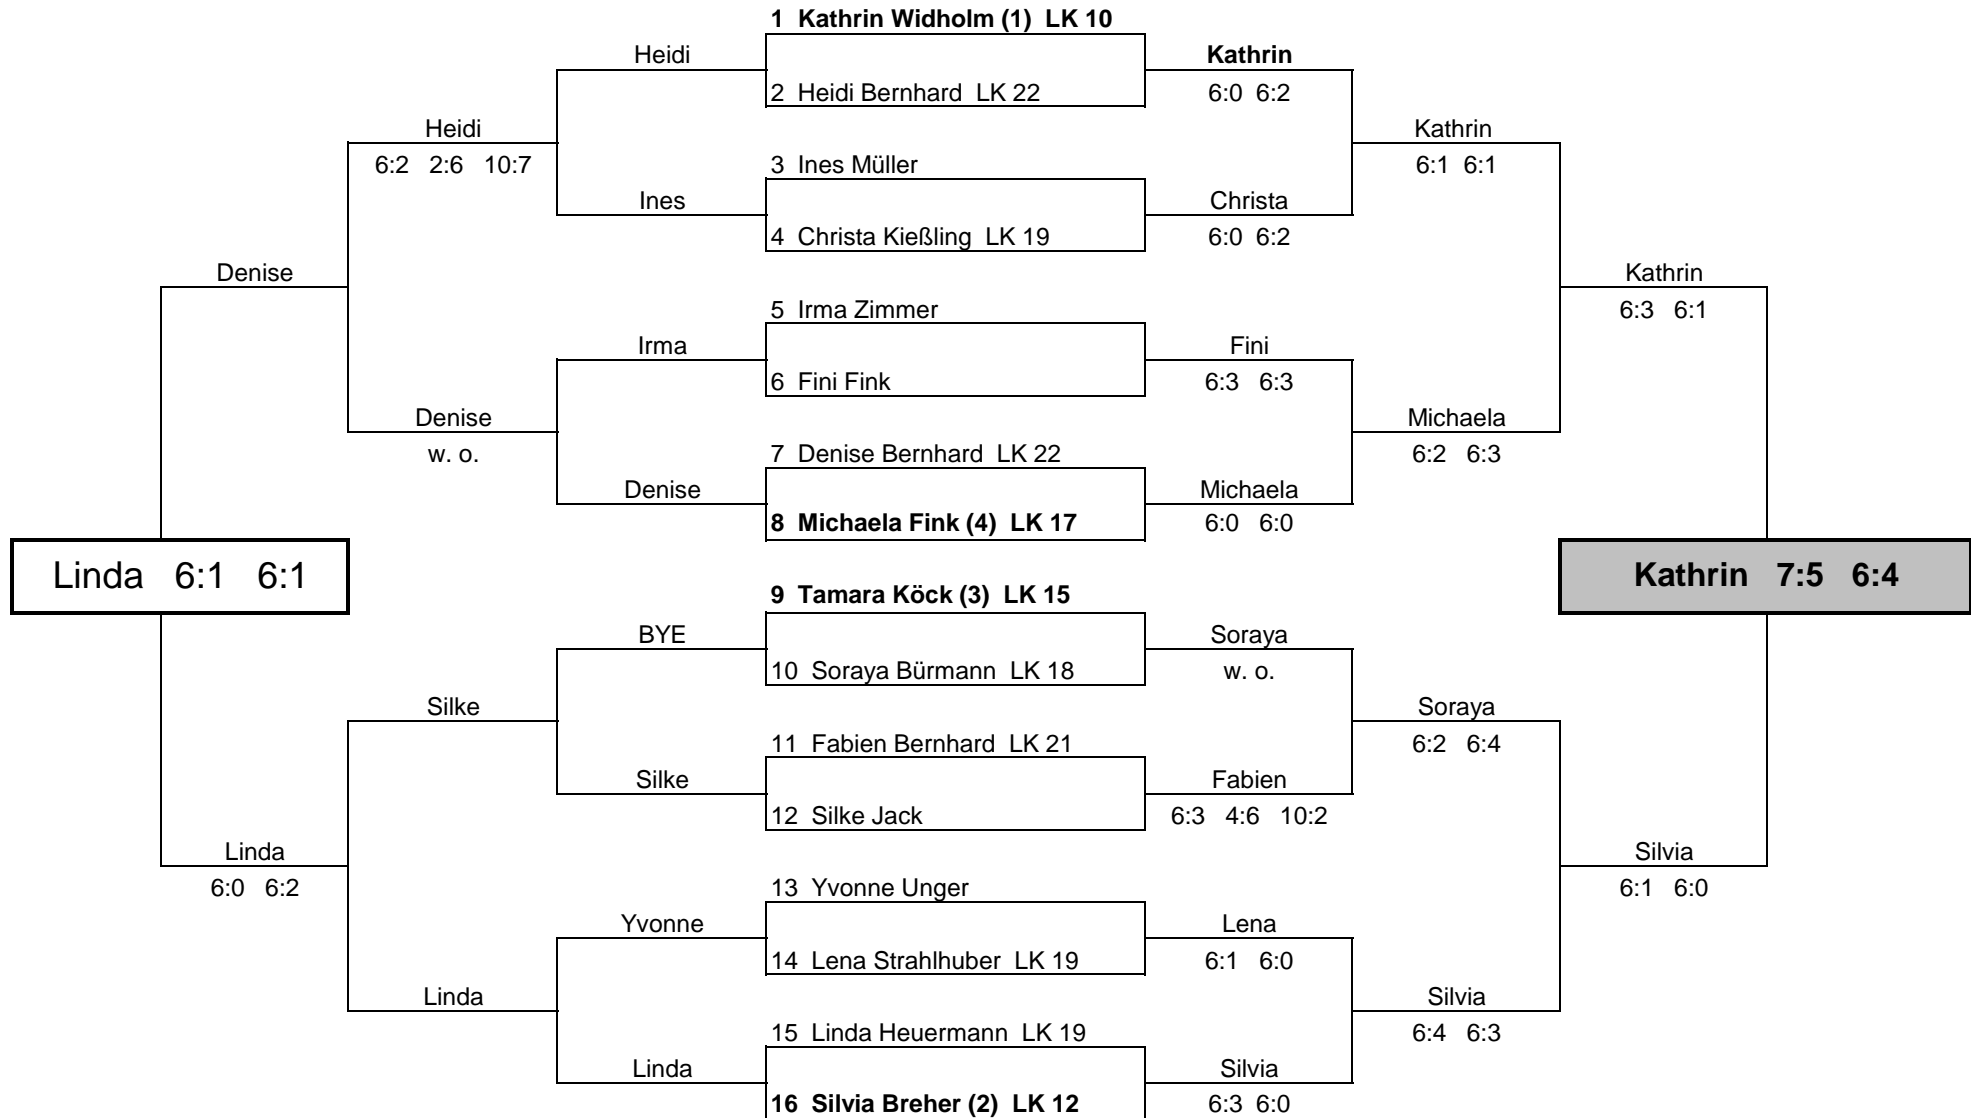 1 Kathrin Widholm (1) LK 10
Heidi
Kathrin
2 Heidi Bernhard LK 22
6:0 6:2
Heidi
Kathrin
6:2 2:6 10:7
3 Ines Müller
6:1 6:1
Ines
Christa
4 Christa Kießling LK 19
6:0 6:2
Denise
Kathrin
5 Irma Zimmer
6:3 6:1
Irma
Fini
6 Fini Fink
6:3 6:3
Denise
Michaela
w. o.
7 Denise Bernhard LK 22
6:2 6:3
Denise
Michaela
8 Michaela Fink (4) LK 17
6:0 6:0
Linda 6:1 6:1
Kathrin 7:5 6:4
9 Tamara Köck (3) LK 15
BYE
Soraya
10 Soraya Bürmann LK 18
w. o.
Silke
Soraya
11 Fabien Bernhard LK 21
6:2 6:4
Silke
Fabien
12 Silke Jack
6:3 4:6 10:2
Linda
Silvia
6:0 6:2
13 Yvonne Unger
6:1 6:0
Yvonne
Lena
14 Lena Strahlhuber LK 19
6:1 6:0
Linda
Silvia
15 Linda Heuermann LK 19
6:4 6:3
Linda
Silvia
16 Silvia Breher (2) LK 12
6:3 6:0